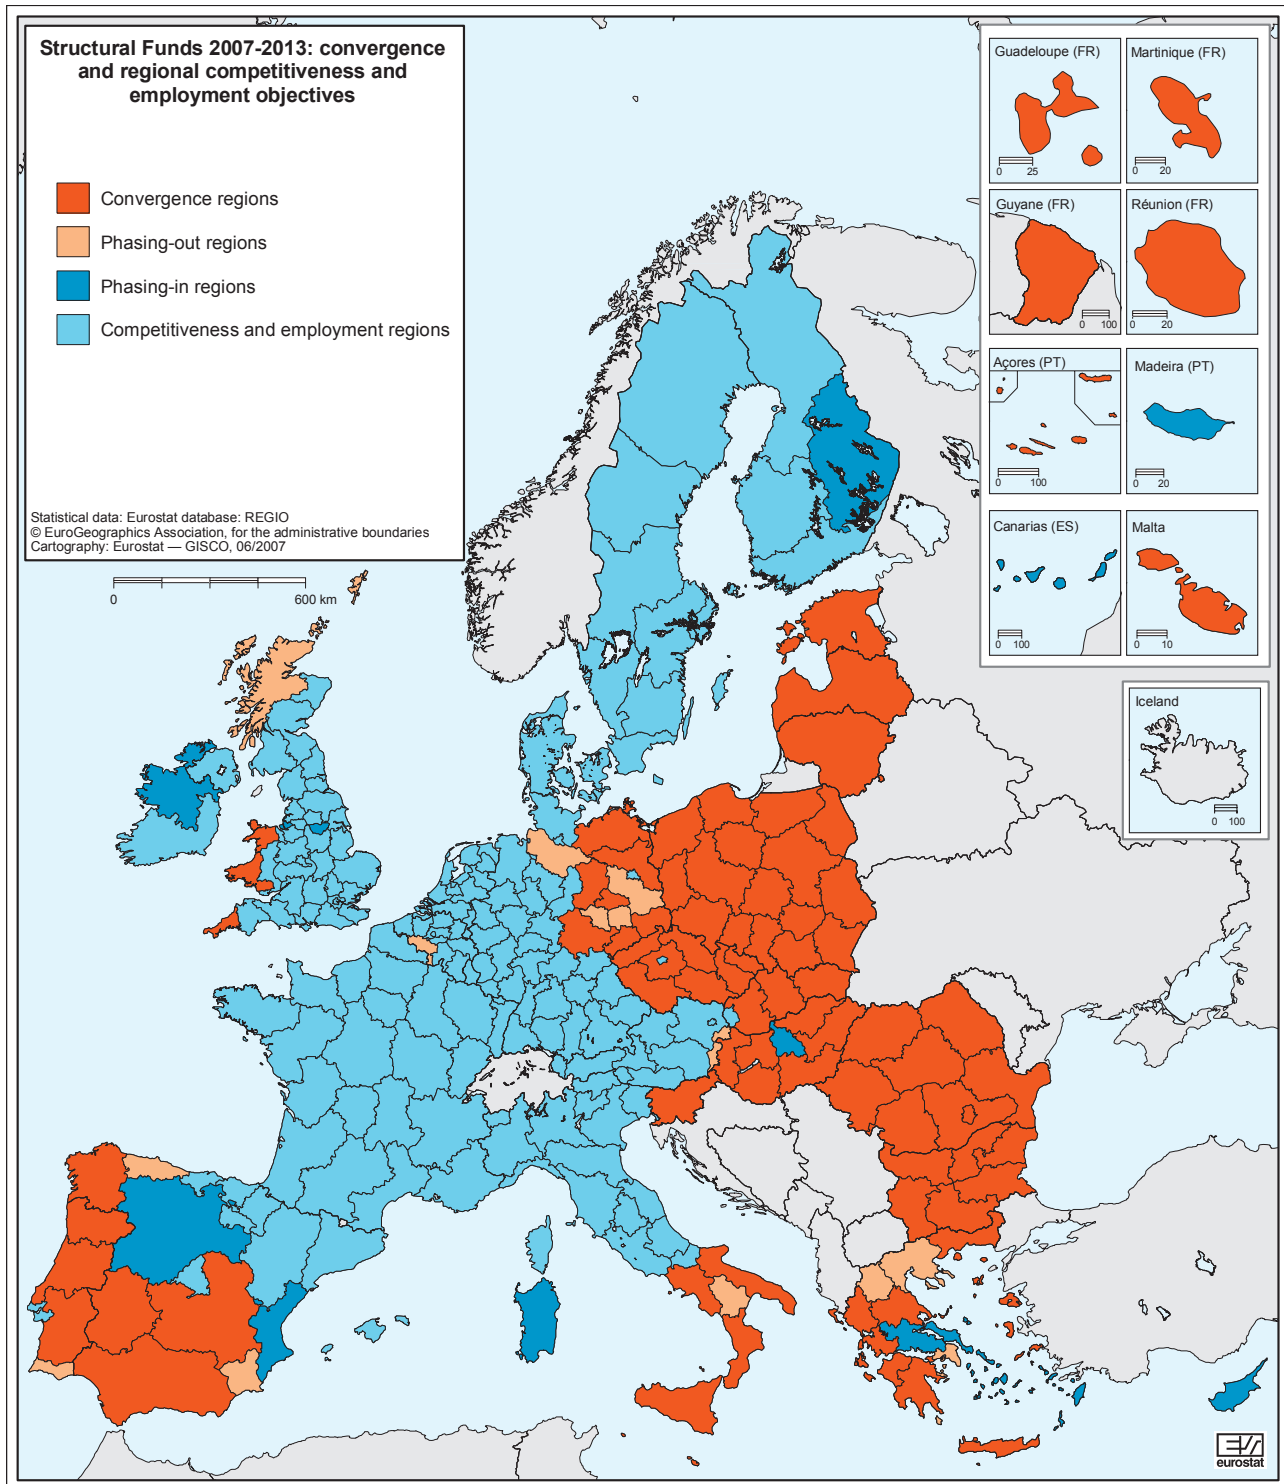 Structural Funds 2007-2013: convergence
and regional competitiveness and
employment objectives
Convergence regions
Phasing-out regions
Phasing-in regions
Competitiveness and employment regions
Statistical data: Eurostat database: REGIO
© EuroGeographics Association, for the administrative boundaries
Cartography: Eurostat — GISCO, 06/2007
0 600 km
Guadeloupe (FR)
0 25
Martinique (FR)
0 20
Guyane (FR)
0 100
Réunion (FR)
0 20
Açores (PT)
0 100
Madeira (PT)
0 20
Canarias (ES)
0 100
Malta
0 10
Iceland
0 100
eurostat